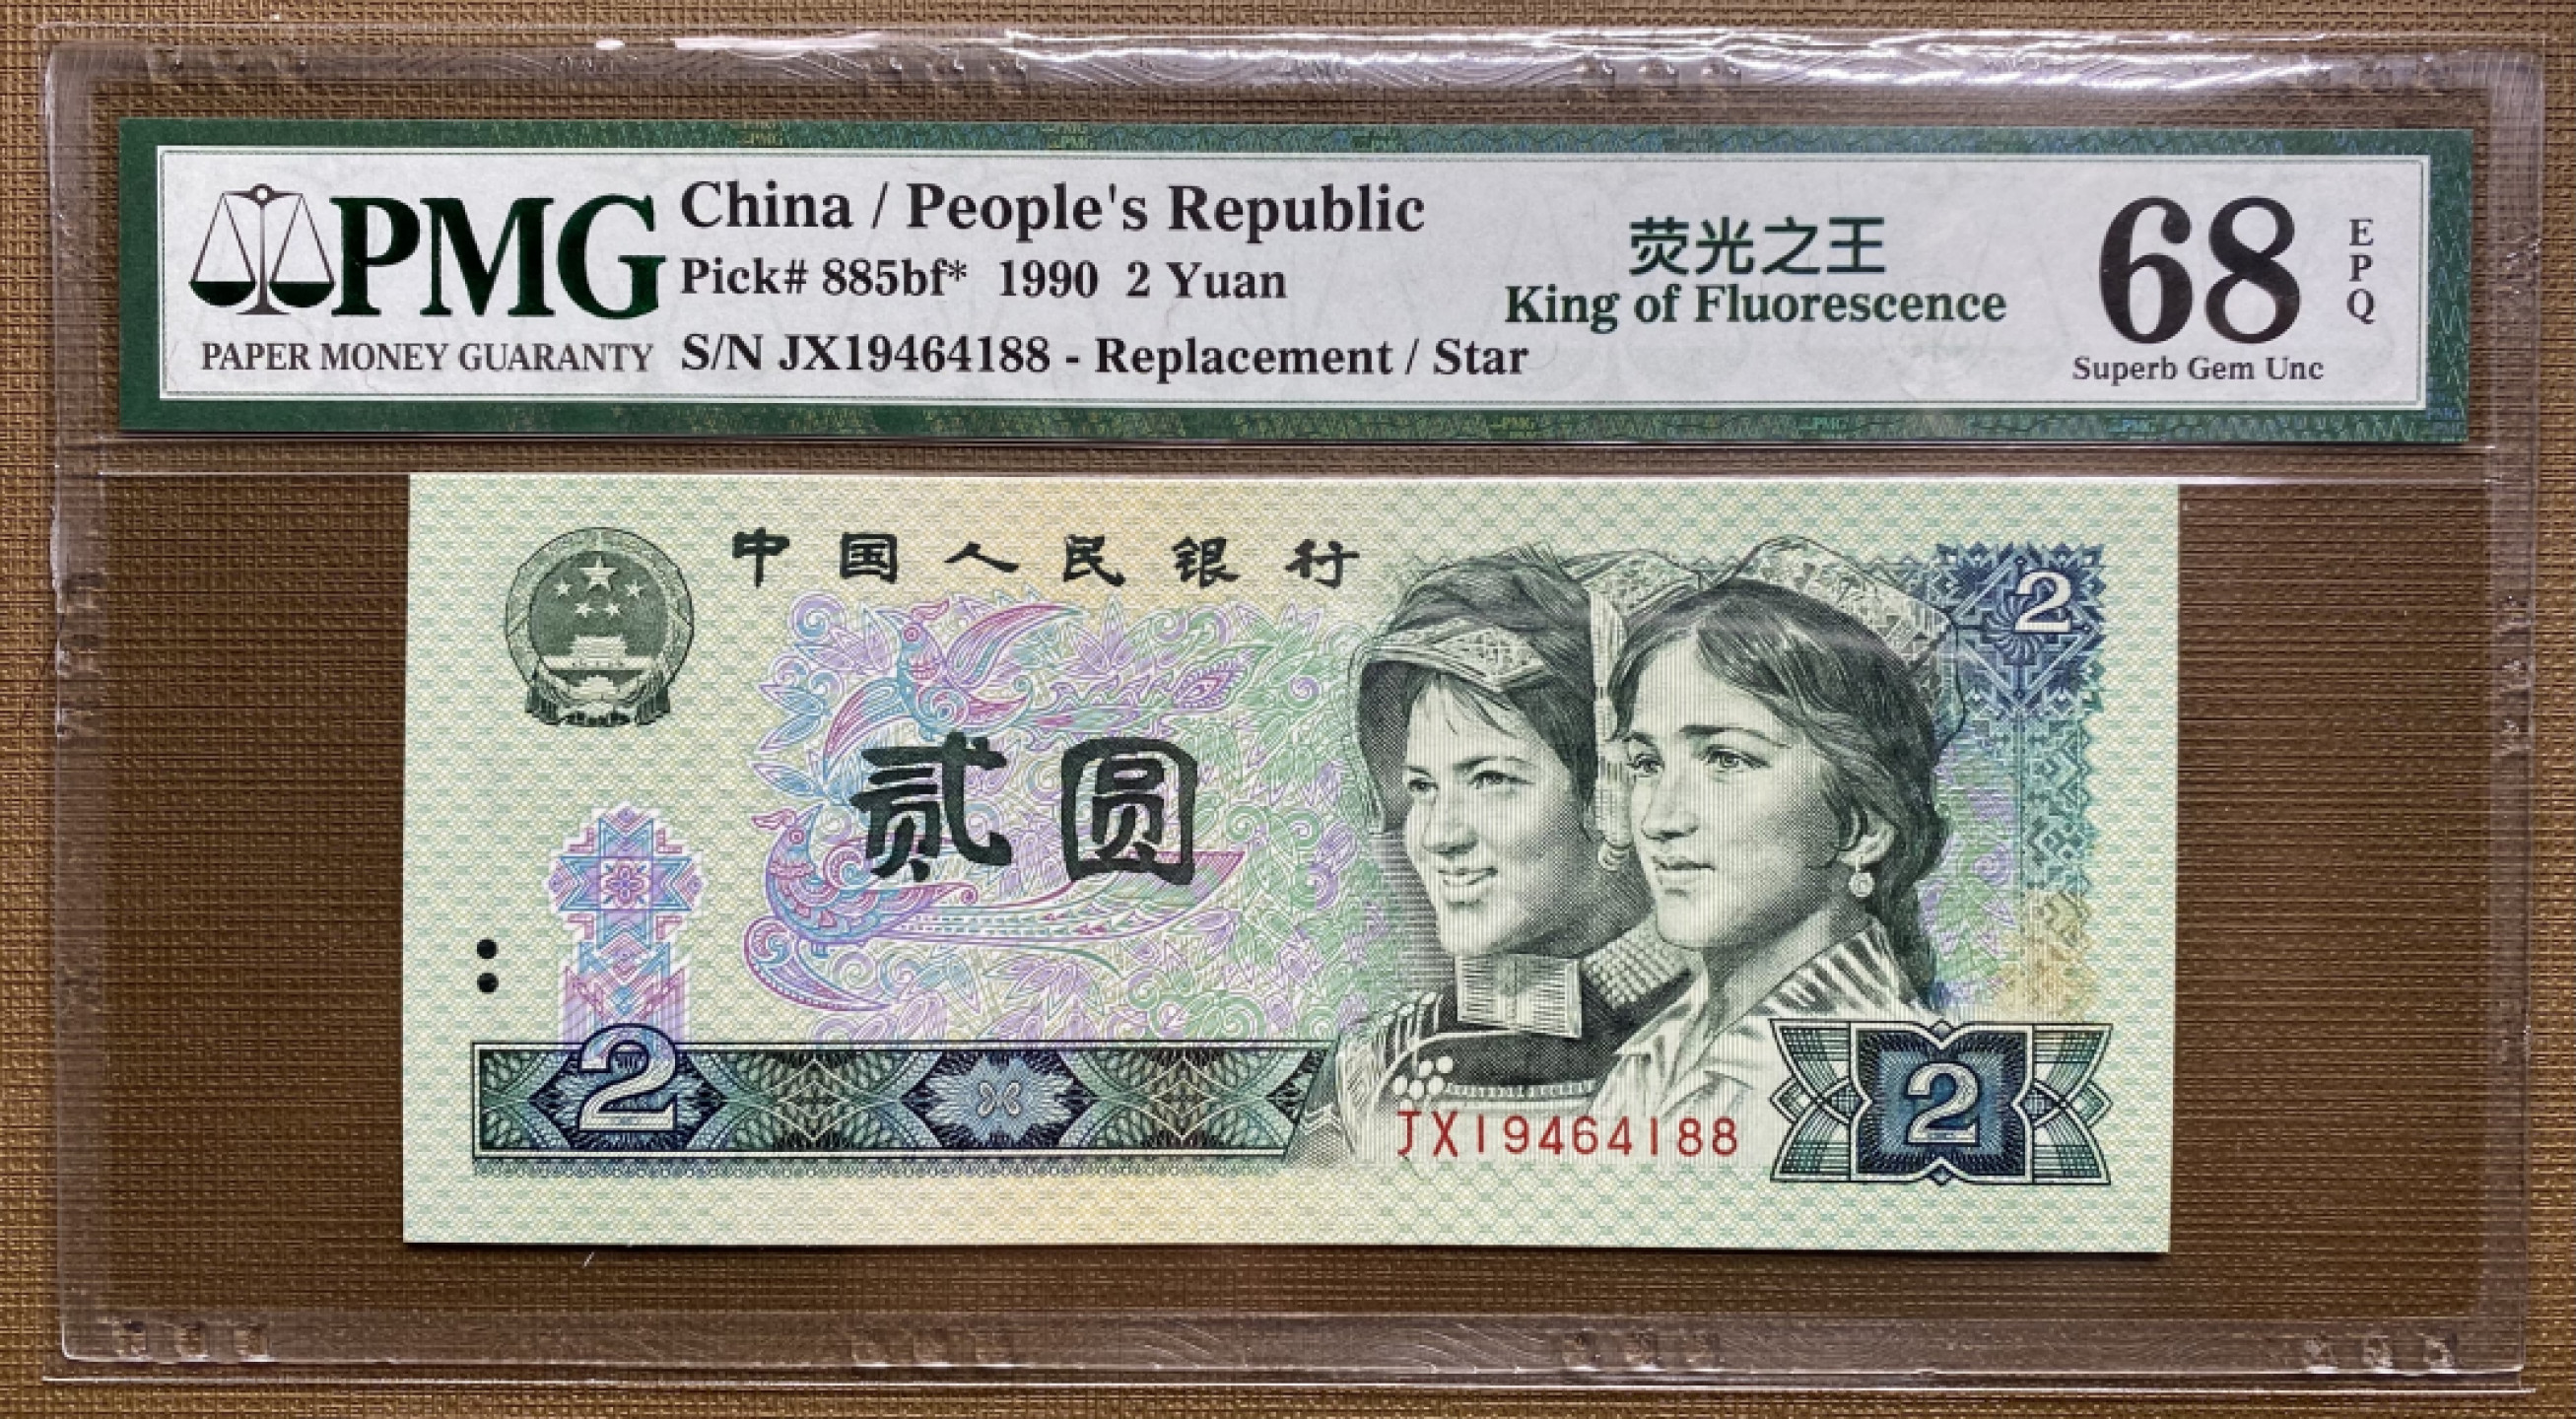 PMG
PAPER MONEY GUARANTY
China / People's Republic
Pick# 885bf* 1990 2 Yuan
S/N JX19464188 - Replacement / Star
荧光之王
King of Fluorescence
68
EPQ
Superb Gem Unc
中国人民银行
2
贰圆
2
JX19464188
2